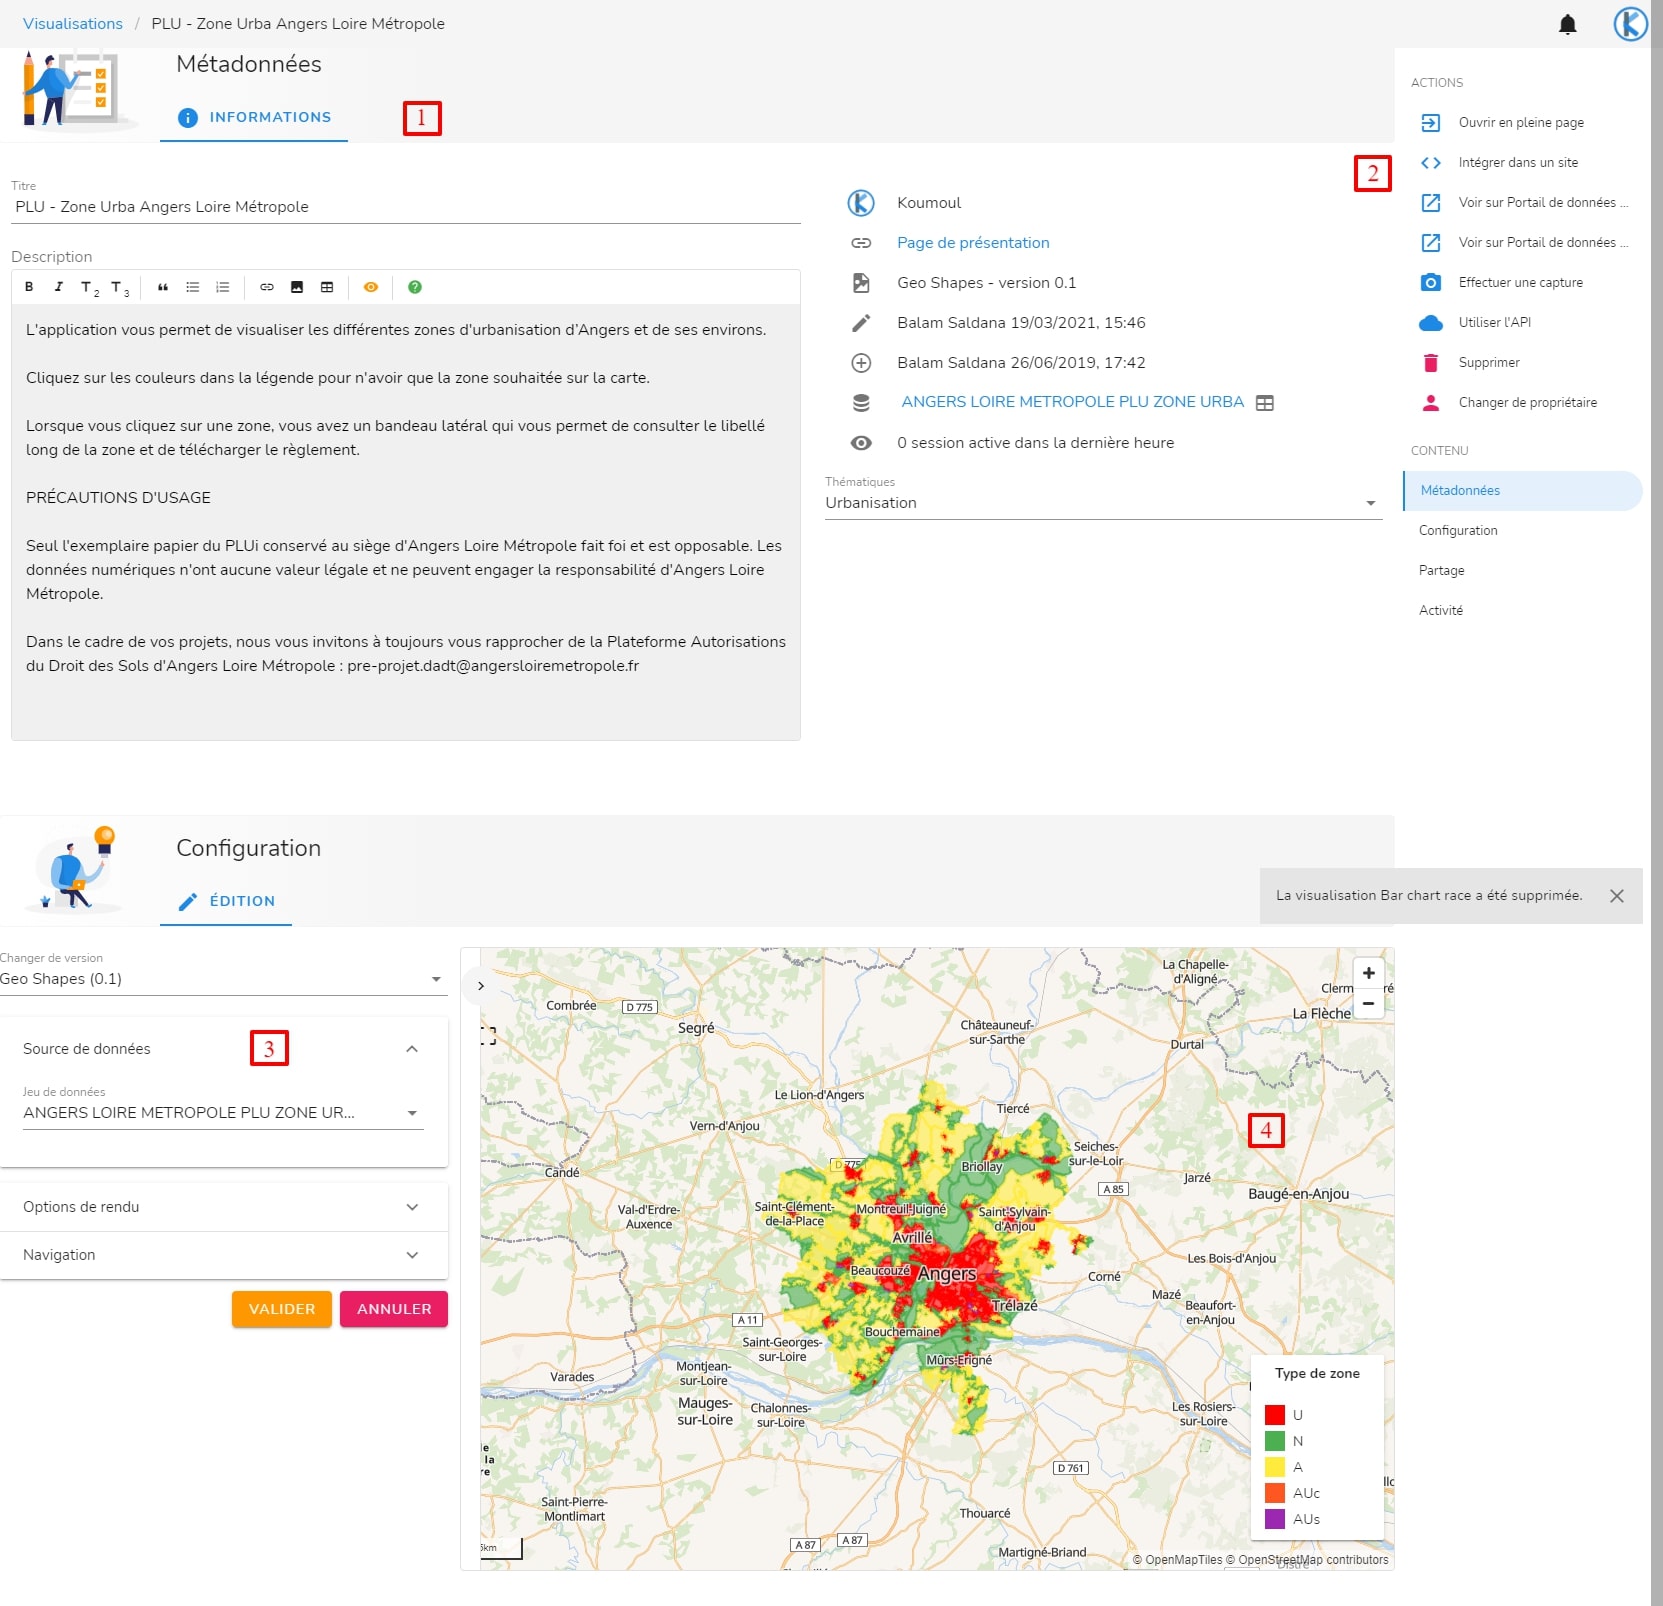 Visualisations / PLU - Zone Urba Angers Loire Métropole
Métadonnées
INFORMATIONS
1
2
Titre
PLU - Zone Urba Angers Loire Métropole
Description
B I T2 T3
L'application vous permet de visualiser les différentes zones d'urbanisation d'Angers et de ses environs.
Cliquez sur les couleurs dans la légende pour n'avoir que la zone souhaitée sur la carte.
Lorsque vous cliquez sur une zone, vous avez un bandeau latéral qui vous permet de consulter le libellé
long de la zone et de télécharger le règlement.
PRÉCAUTIONS D'USAGE
Seul l'exemplaire papier du PLUi conservé au siège d'Angers Loire Métropole fait foi et est opposable. Les
données numériques n'ont aucune valeur légale et ne peuvent engager la responsabilité d'Angers Loire
Métropole.
Dans le cadre de vos projets, nous vous invitons à toujours vous rapprocher de la Plateforme Autorisations
du Droit des Sols d'Angers Loire Métropole : pre-projet.dadt@angersloiremetropole.fr
Koumoul
Page de présentation
Geo Shapes - version 0.1
Balam Saldana 19/03/2021, 15:46
Balam Saldana 26/06/2019, 17:42
ANGERS LOIRE METROPOLE PLU ZONE URBA
0 session active dans la dernière heure
Thématiques
Urbanisation
ACTIONS
Ouvrir en pleine page
Intégrer dans un site
Voir sur Portail de données ...
Voir sur Portail de données ...
Effectuer une capture
Utiliser l'API
Supprimer
Changer de propriétaire
CONTENU
Métadonnées
Configuration
Partage
Activité
Configuration
ÉDITION
La visualisation Bar chart race a été supprimée.
Changer de version
Geo Shapes (0.1)
Source de données
3
Jeu de données
ANGERS LOIRE METROPOLE PLU ZONE UR...
Options de rendu
Navigation
VALIDER
ANNULER
La Chapelle-
d'Aligné
Combrée
D 775
Segré
Châteauneuf-
sur-Sarthe
La Flèche
Durtal
Le Lion-d'Angers
Tiercé
4
Vern-d'Anjou
Seiches-
sur-le-Loir
Candé
D 775
Briollay
Jarzé
A 85
Baugé-en-Anjou
Val-d'Erdre-
Auxence
Saint-Clément-
de-la-Place
Montreuil-Juigné
Saint-Sylvain-
d'Anjou
Avrillé
Les Bois-d'Anjou
Beaucouzé
Angers
Corné
Mazé
Trélazé
Beaufort-
en-Anjou
A 11
Bouchemaine
Saint-Georges-
sur-Loire
Mûrs-Erigné
Montjean-
sur-Loire
Varades
Mauges-
sur-Loire
Chalonnes-
sur-Loire
Les Rosiers-
sur-Loire
D 761
Saint-Pierre-
Montlimart
Thouarcé
A 87
A 87
Martigné-Briand
Type de zone
U
N
A
AUc
AUs
© OpenMapTiles © OpenStreetMap contributors